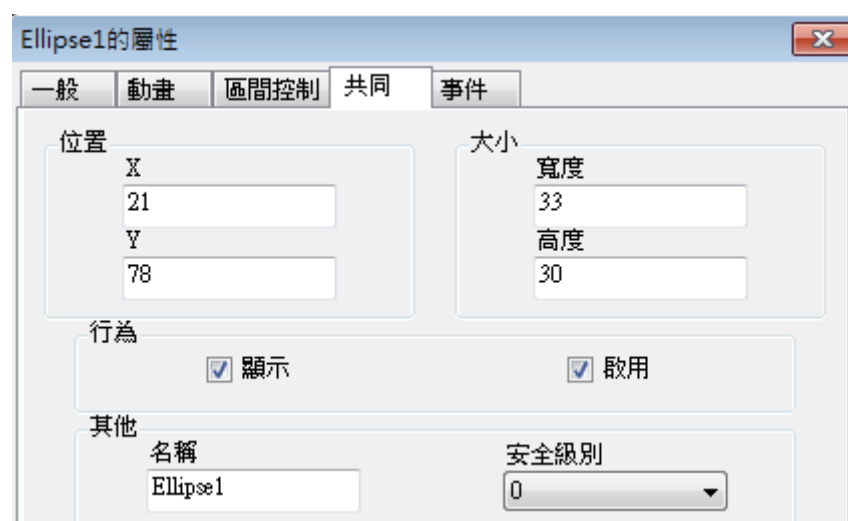 Ellipse1的屬性
一般 動畫 區間控制 共同 事件
位置 大小
X 寬度
21 33
Y 高度
78 30
行為
顯示 啟用
其他
名稱 安全級別
Ellipse1 0